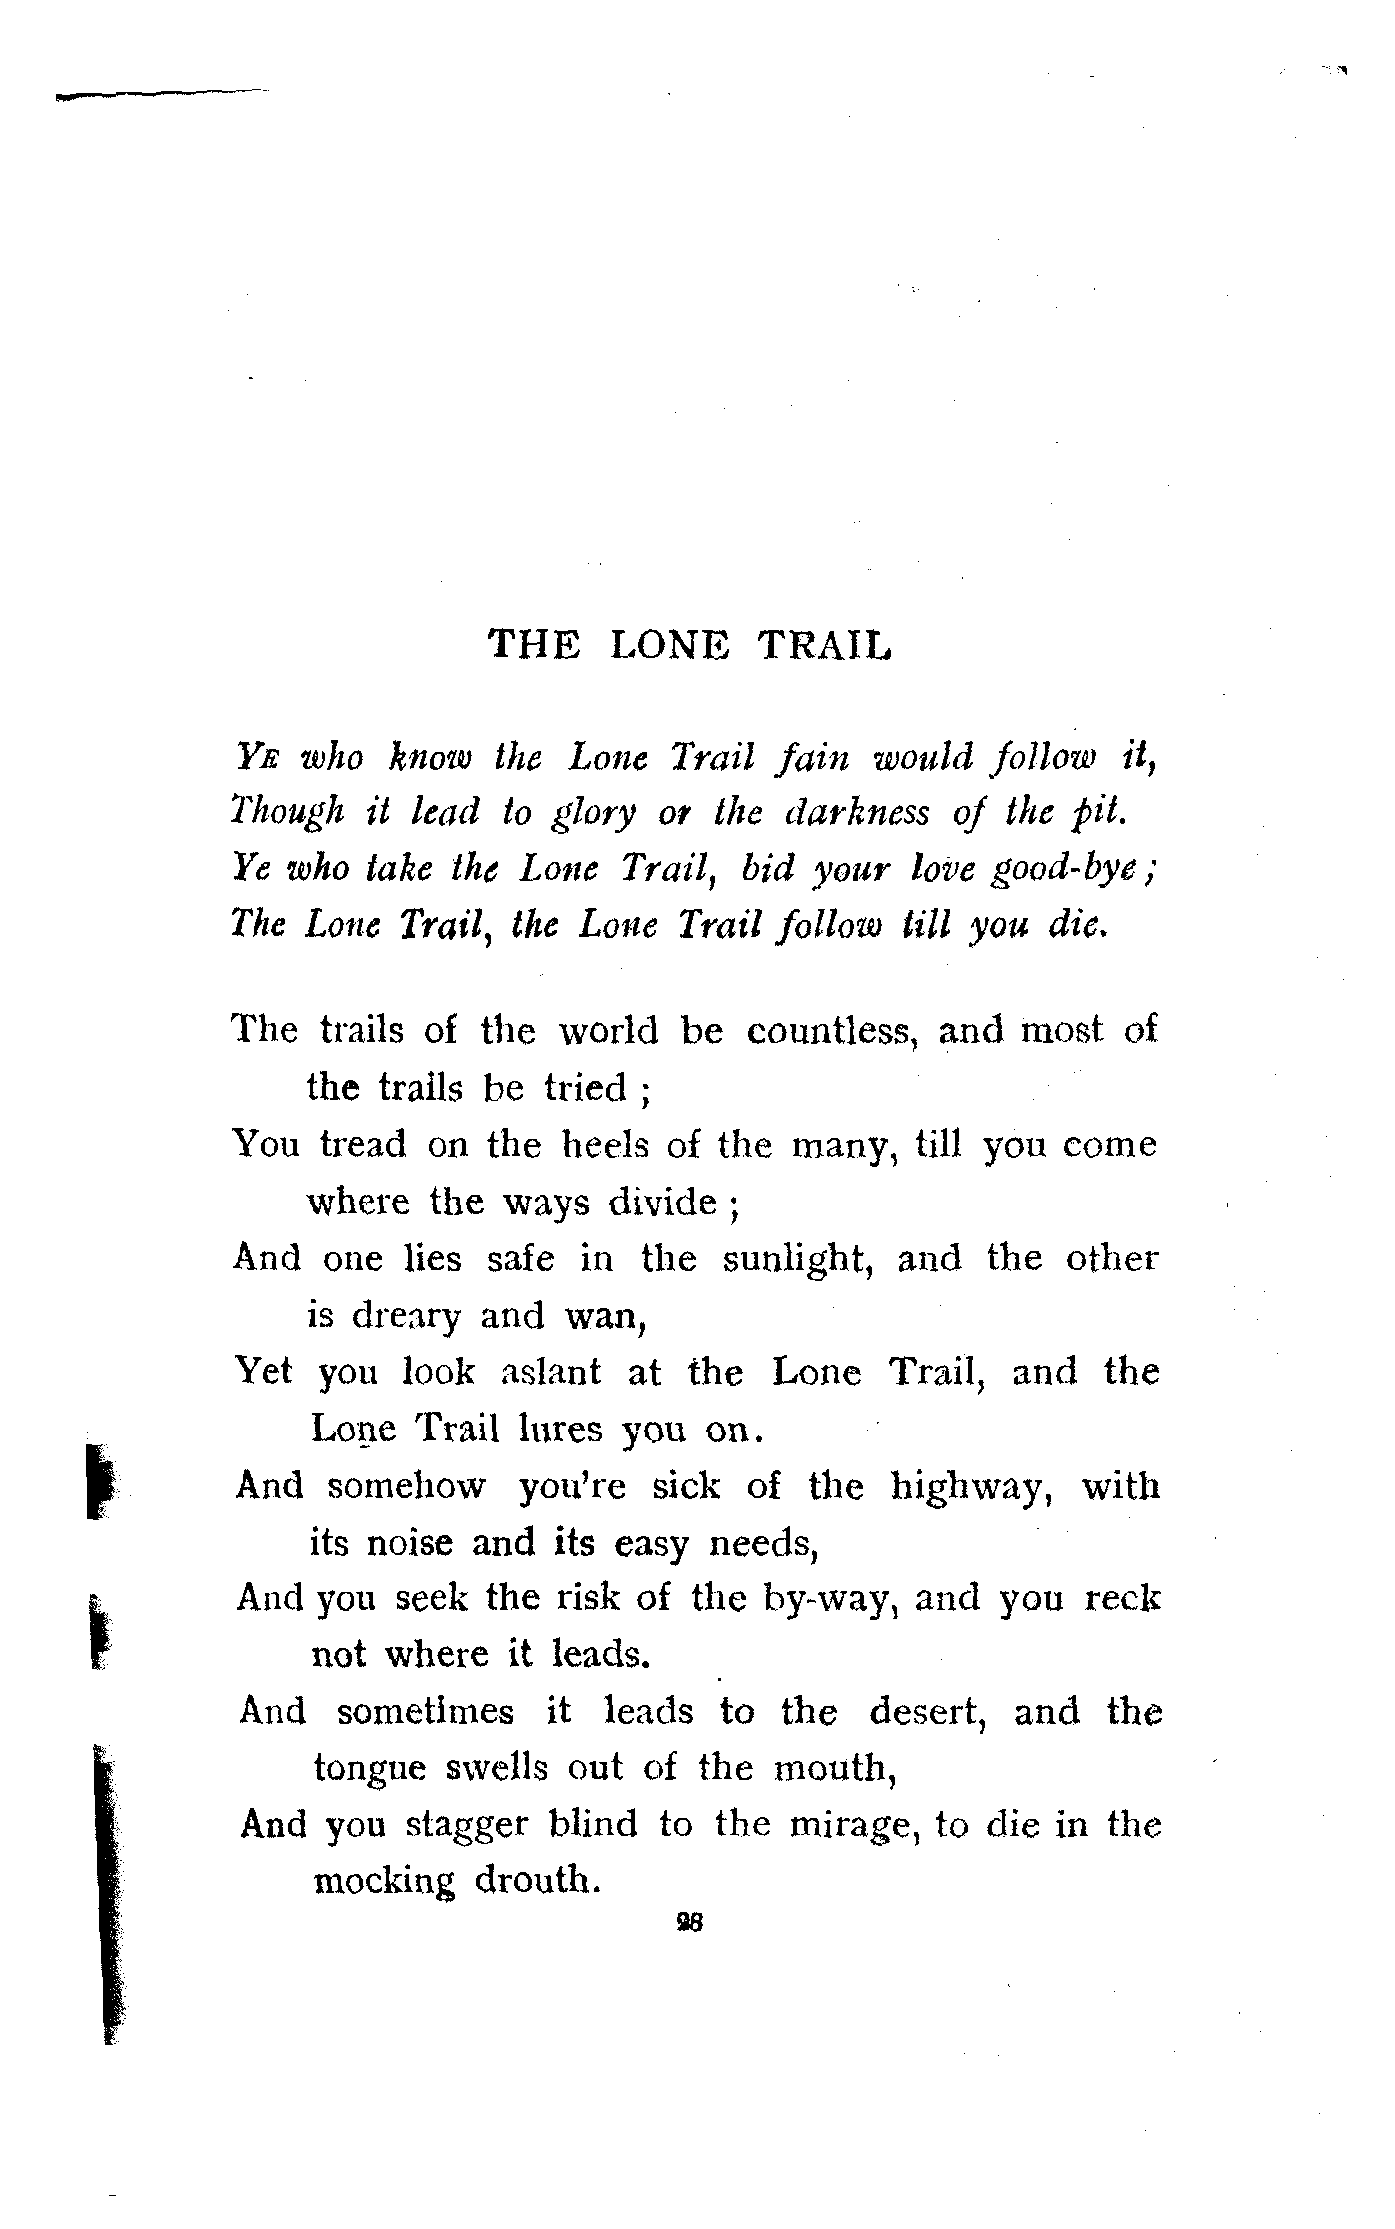 THE LONE TRAIL
YE who know the Lone Trail fain would follow it,
Though it lead to glory or the darkness of the pit.
Ye who take the Lone Trail, bid your love good-bye;
The Lone Trail, the Lone Trail follow till you die.
The trails of the world be countless, and most of
the trails be tried;
You tread on the heels of the many, till you come
where the ways divide;
And one lies safe in the sunlight, and the other
is dreary and wan,
Yet you look aslant at the Lone Trail, and the
Lone Trail lures you on.
And somehow you're sick of the highway, with
its noise and its easy needs,
And you seek the risk of the by-way, and you reck
not where it leads.
And sometimes it leads to the desert, and the
tongue swells out of the mouth,
And you stagger blind to the mirage, to die in the
mocking drouth.
28